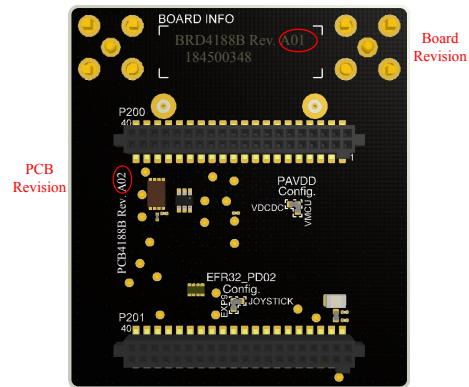 BOARD INFO
BRD4188B Rev. A01
184500348
Board
Revision
P200
40
1
PCB
Revision
PCB4188B Rev. A02
PAVDD
Config.
VDCDC
VMCU
EFR32_PD02
Config.
EXP9
JOYSTICK
P201
40